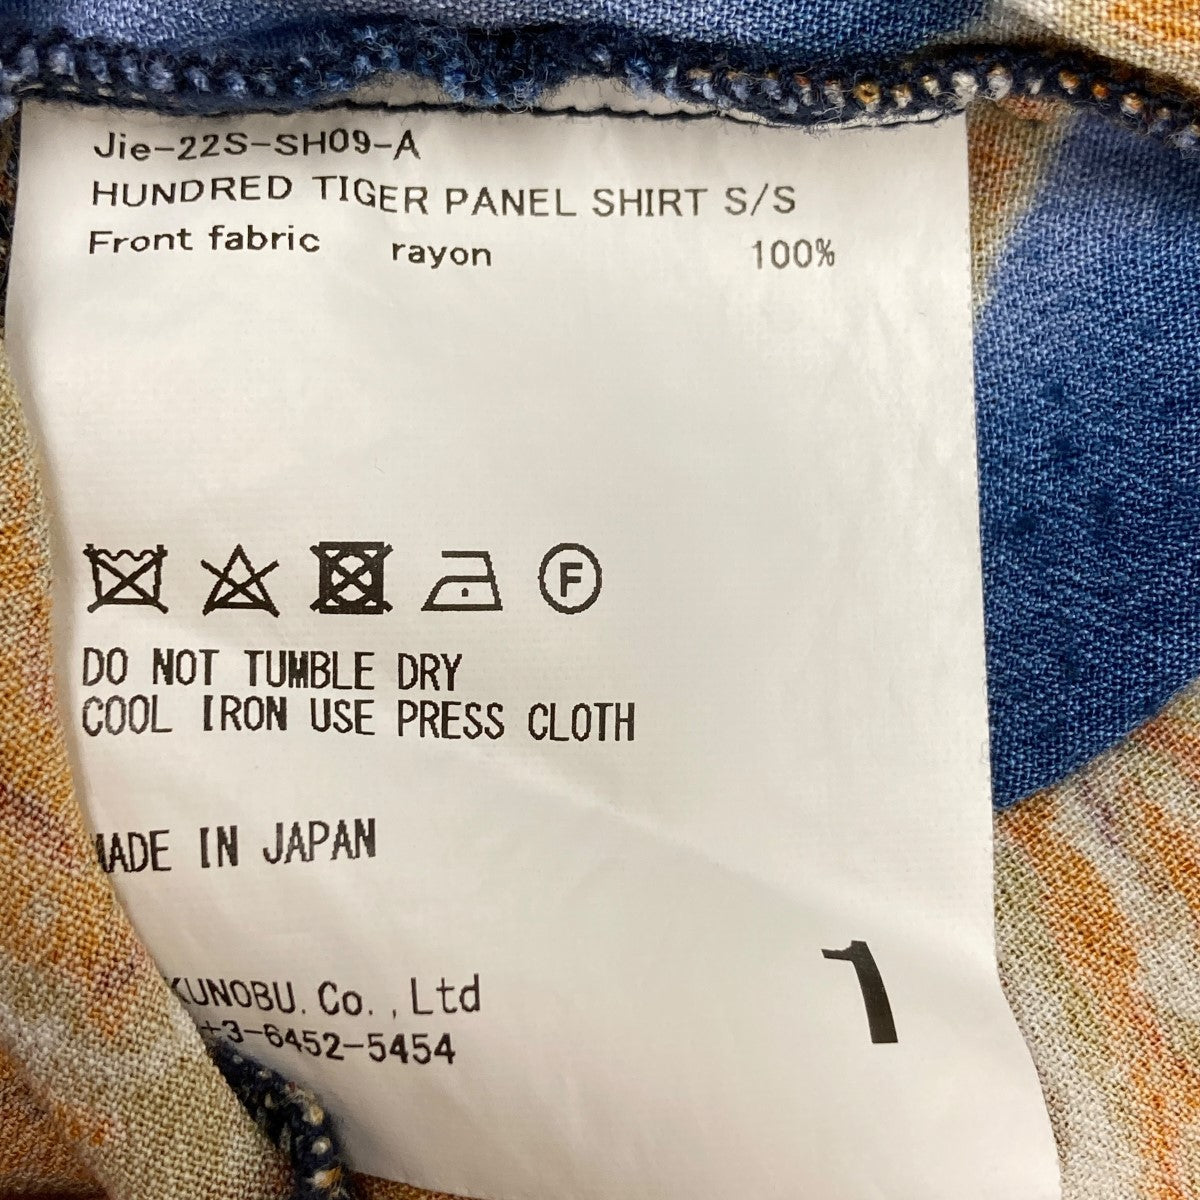 Jie-22S-SH09-A
HUNDRED TIGER PANEL SHIRT S/S
Front fabric rayon 100%
F
DO NOT TUMBLE DRY
COOL IRON USE PRESS CLOTH
MADE IN JAPAN
KUNOBU.Co.,Ltd
+3-6452-5454
1